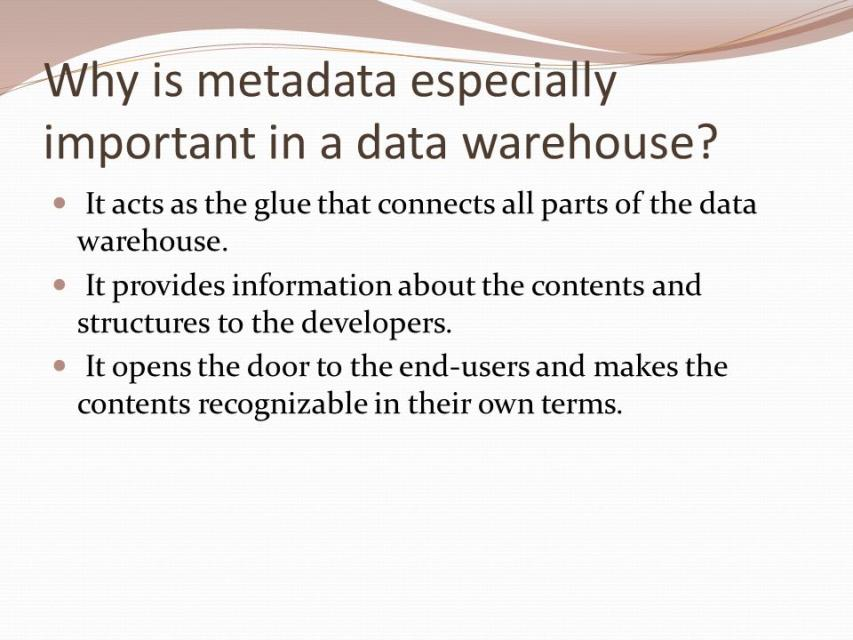 Why is metadata especially
important in a data warehouse?
• It acts as the glue that connects all parts of the data
warehouse.
• It provides information about the contents and
structures to the developers.
• It opens the door to the end-users and makes the
contents recognizable in their own terms.